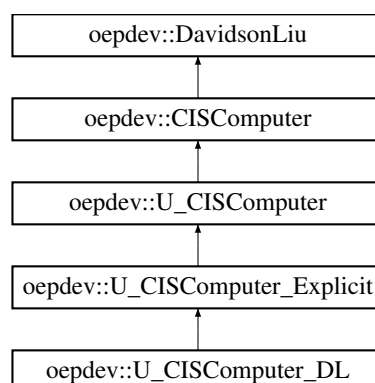 oepdev::DavidsonLiu
oepdev::CISComputer
oepdev::U_CISComputer
oepdev::U_CISComputer_Explicit
oepdev::U_CISComputer_DL